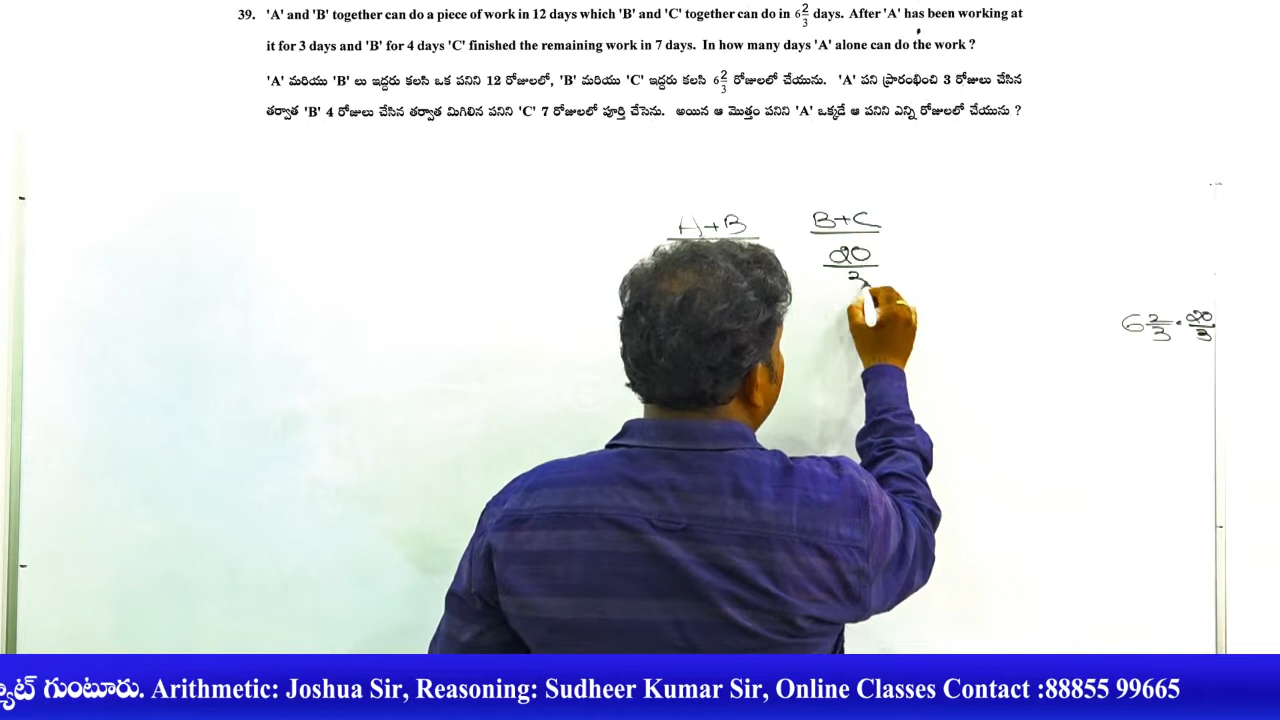 39. 'A' and 'B' together can do a piece of work in 12 days which 'B' and 'C' together can do in 6 2/3 days. After 'A' has been working at
it for 3 days and 'B' for 4 days 'C' finished the remaining work in 7 days. In how many days 'A' alone can do the work ?
'A' మరియు 'B' లు ఇద్దరు కలసి ఒక పనిని 12 రోజులలో, 'B' మరియు 'C' ఇద్దరు కలసి 6 2/3 రోజులలో చేయును. 'A' పని ప్రారంభించి 3 రోజులు చేసిన
తర్వాత 'B' 4 రోజులు చేసిన తర్వాత మిగిలిన పనిని 'C' 7 రోజులలో పూర్తి చేసెను. అయిన ఆ మొత్తం పనిని 'A' ఒక్కడే ఆ పనిని ఎన్ని రోజులలో చేయును ?
A+B B+C
20/3
6 2/3 = 20/3
గుంటూరు. Arithmetic: Joshua Sir, Reasoning: Sudheer Kumar Sir, Online Classes Contact :88855 99665